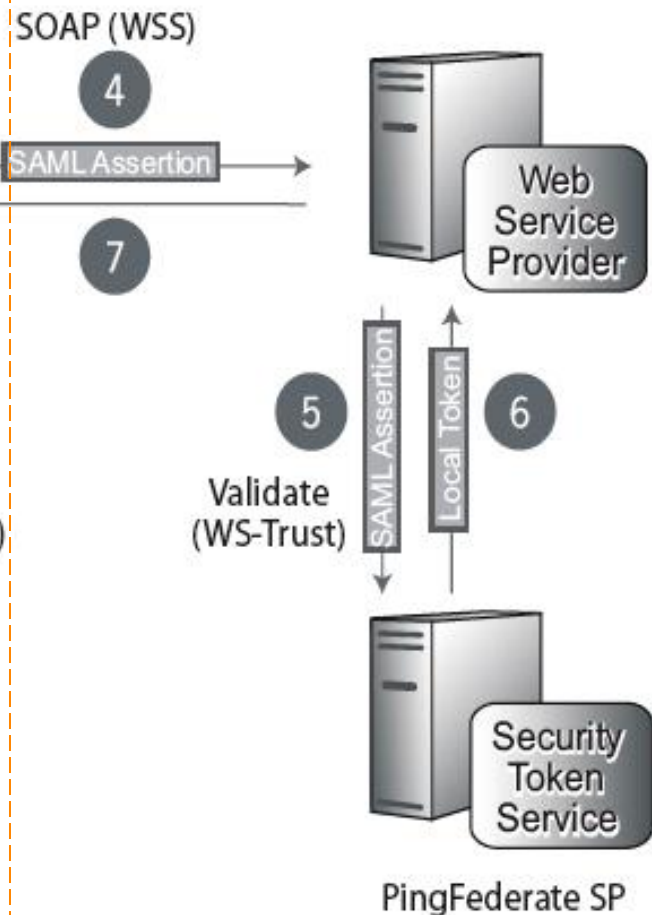 SOAP (WSS)
4
SAML Assertion
7
Web
Service
Provider
5
SAML Assertion
Local Token
6
Validate
(WS-Trust)
)
Security
Token
Service
PingFederate SP